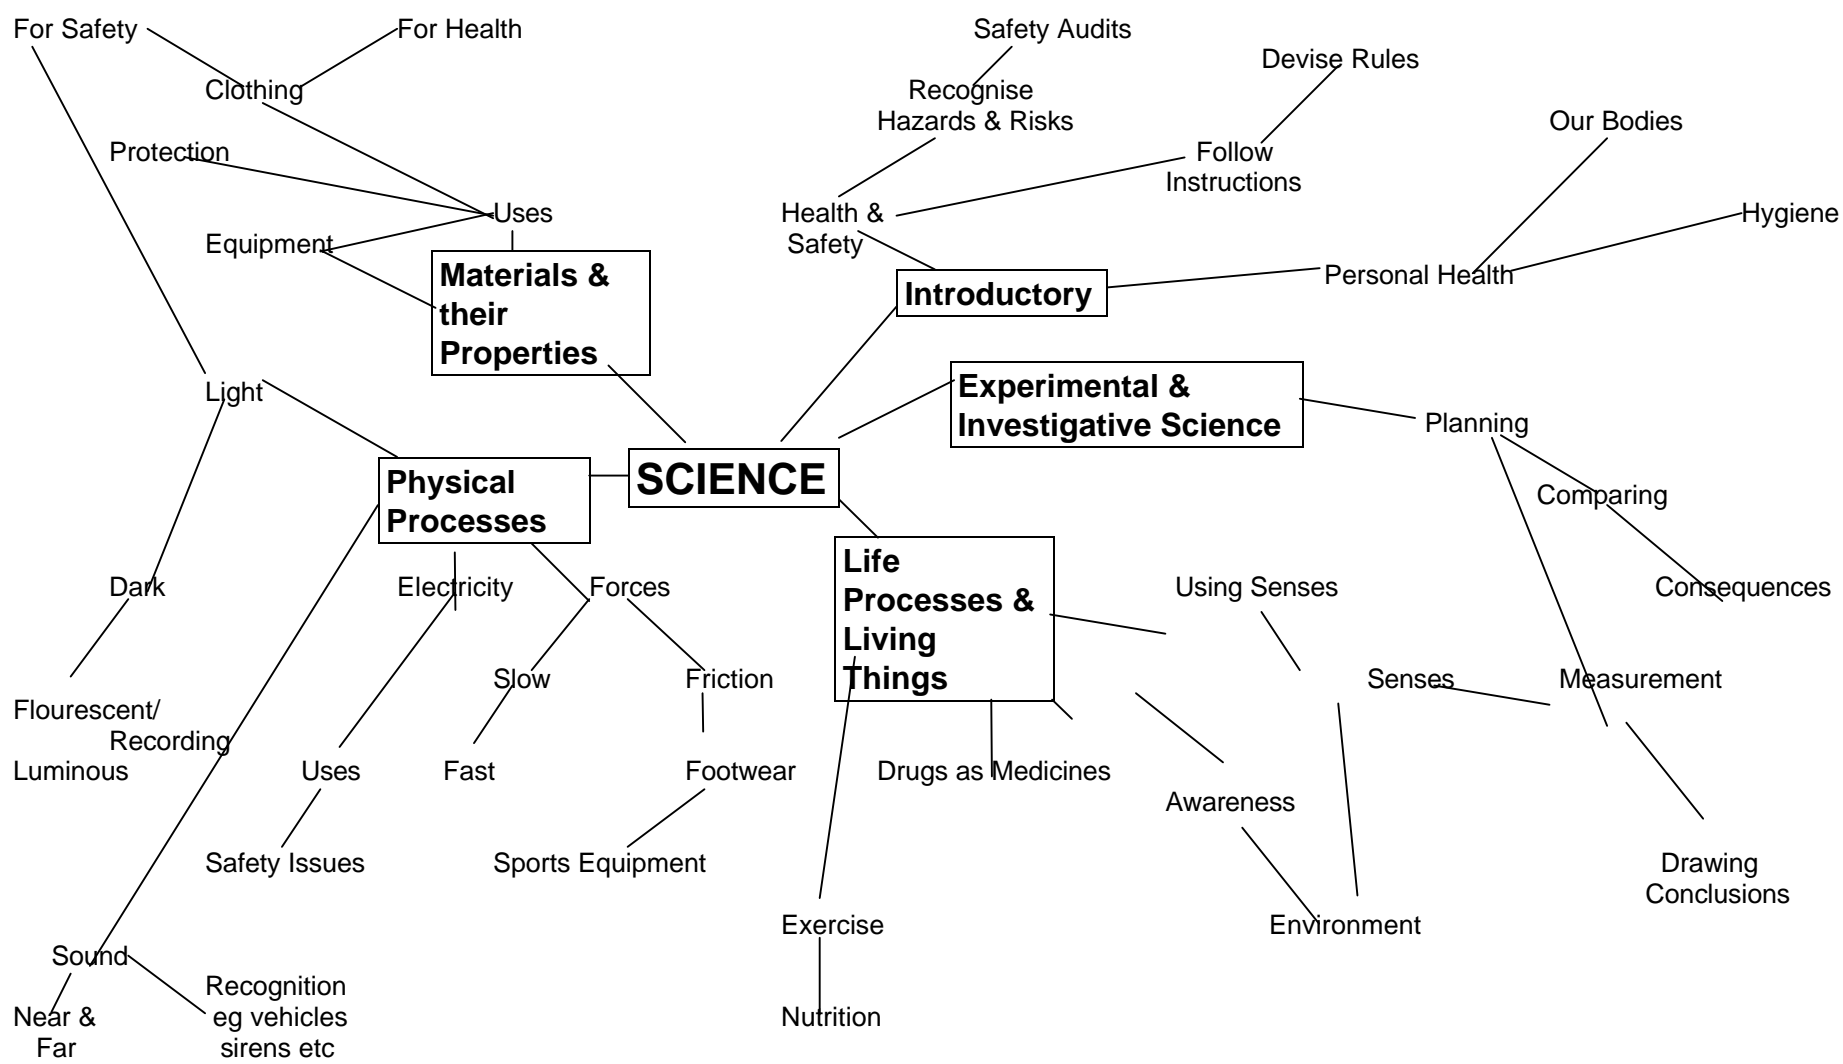 For Safety
For Health
Safety Audits
Devise Rules
Clothing
Recognise
Hazards & Risks
Our Bodies
Protection
Follow
Instructions
Uses
Health &
Safety
Hygiene
Equipment
Materials &
their
Properties
Introductory
Personal Health
Light
Experimental &
Investigative Science
Planning
Physical
Processes
SCIENCE
Comparing
Life
Processes &
Living
Things
Dark
Electricity
Forces
Using Senses
Consequences
Slow
Friction
Senses
Measurement
Flourescent/
Recording
Luminous
Uses
Fast
Footwear
Drugs as Medicines
Awareness
Safety Issues
Sports Equipment
Drawing
Conclusions
Exercise
Environment
Sound
Recognition
eg vehicles
sirens etc
Near &
Far
Nutrition